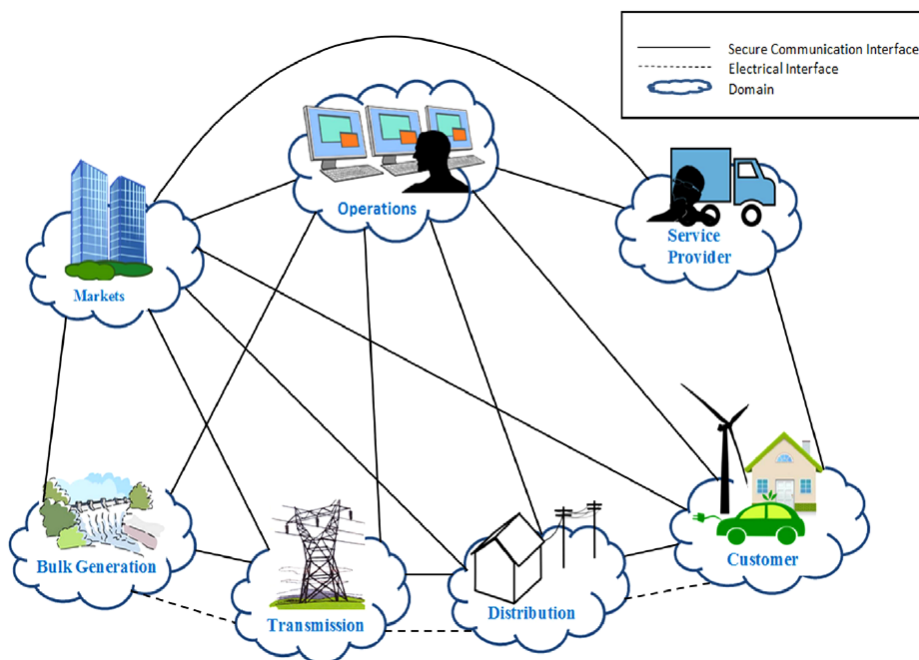 Secure Communication Interface
Electrical Interface
Domain
Operations
Service
Provider
Markets
Bulk Generation
Transmission
Distribution
Customer